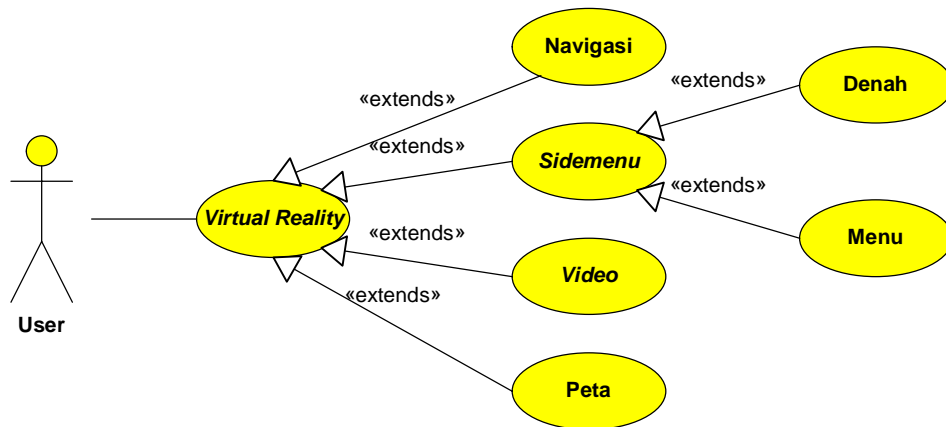 Navigasi
«extends»
«extends»
Denah
«extends»
Sidemenu
«extends»
Virtual Reality
«extends»
Menu
Video
«extends»
User
Peta